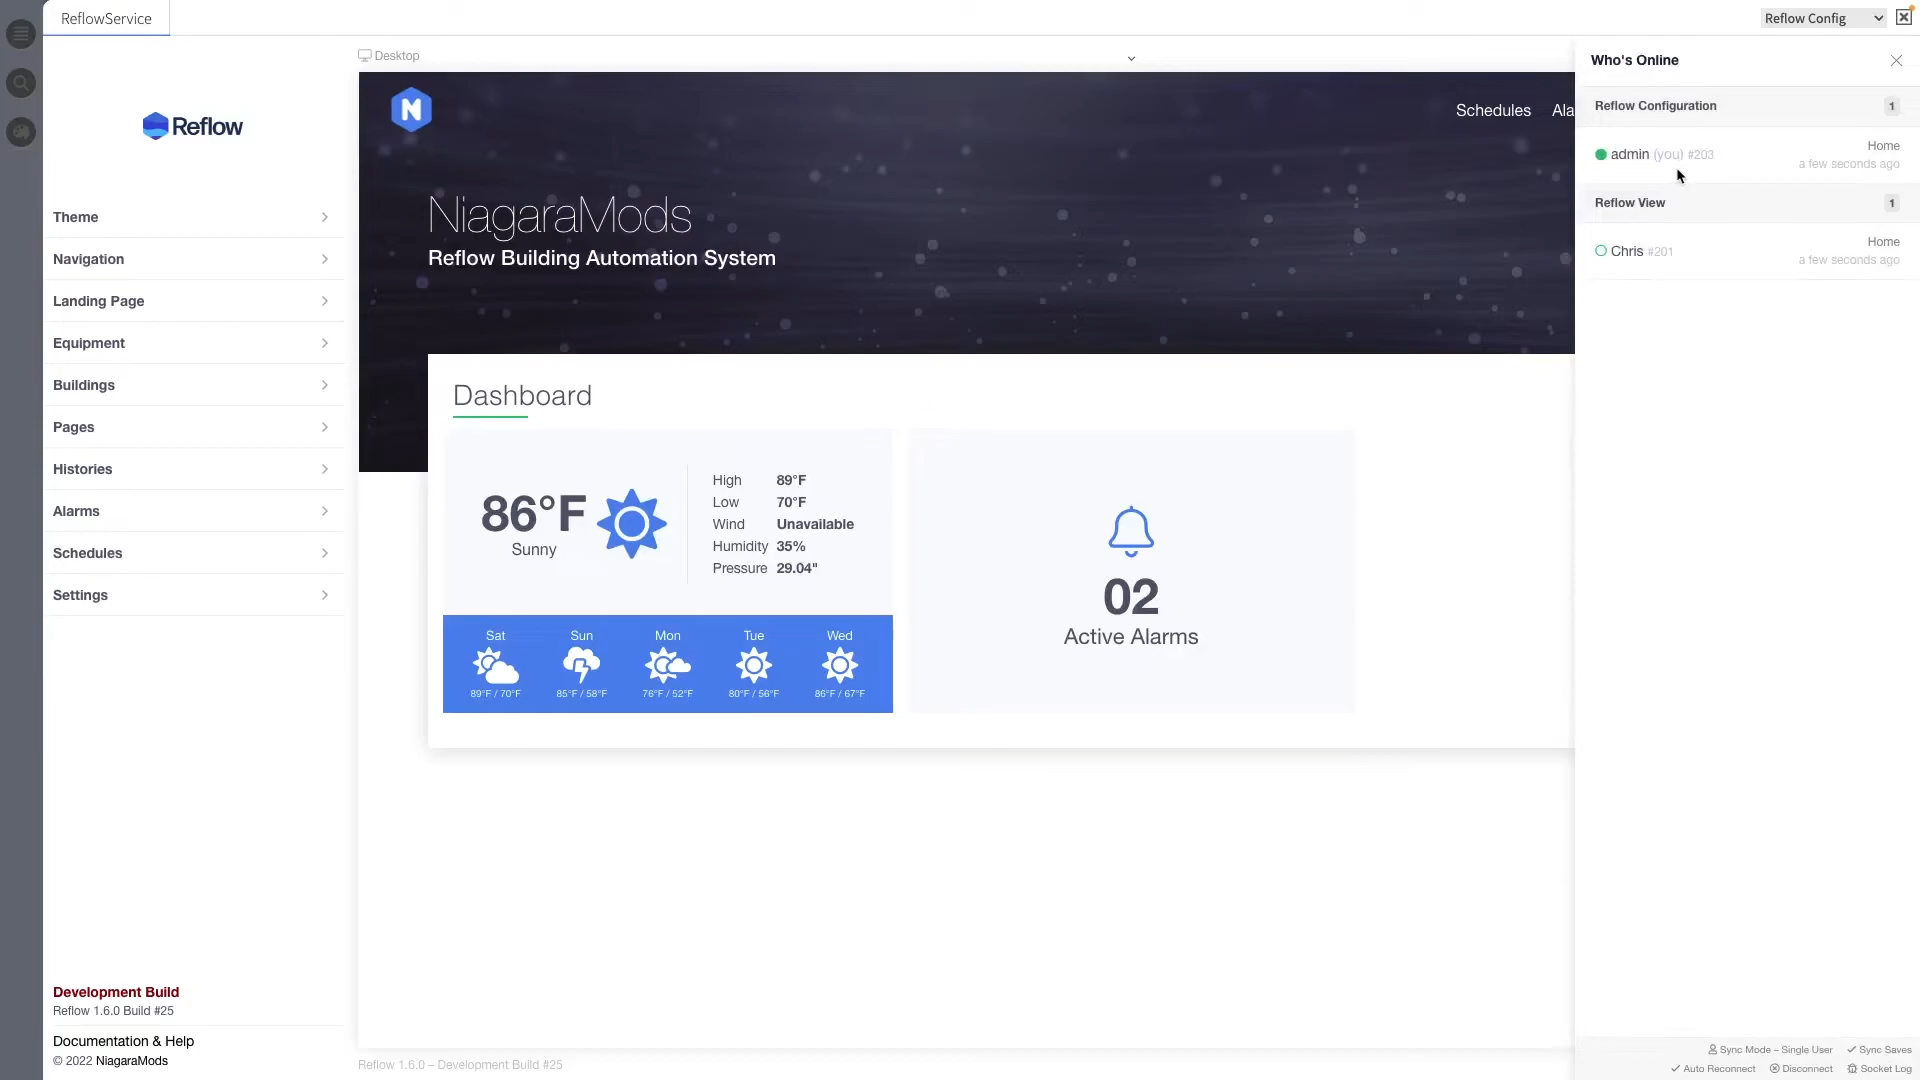 ReflowService
Reflow Config
Reflow
Theme
Navigation
Landing Page
Equipment
Buildings
Pages
Histories
Alarms
Schedules
Settings
Development Build
Reflow 1.6.0 Build #25
Documentation & Help
© 2022 NiagaraMods
Desktop
N
Schedules Ala
NiagaraMods
Reflow Building Automation System
Dashboard
86°F
Sunny
High 89°F
Low 70°F
Wind Unavailable
Humidity 35%
Pressure 29.04"
Sat Sun Mon Tue Wed
89°F / 70°F 85°F / 58°F 76°F / 52°F 80°F / 56°F 86°F / 67°F
02
Active Alarms
Reflow 1.6.0 – Development Build #25
Who's Online
Reflow Configuration 1
admin (you) #203 Home
a few seconds ago
Reflow View 1
Chris #201 Home
a few seconds ago
Sync Mode – Single User Sync Saves
Auto Reconnect Disconnect Socket Log